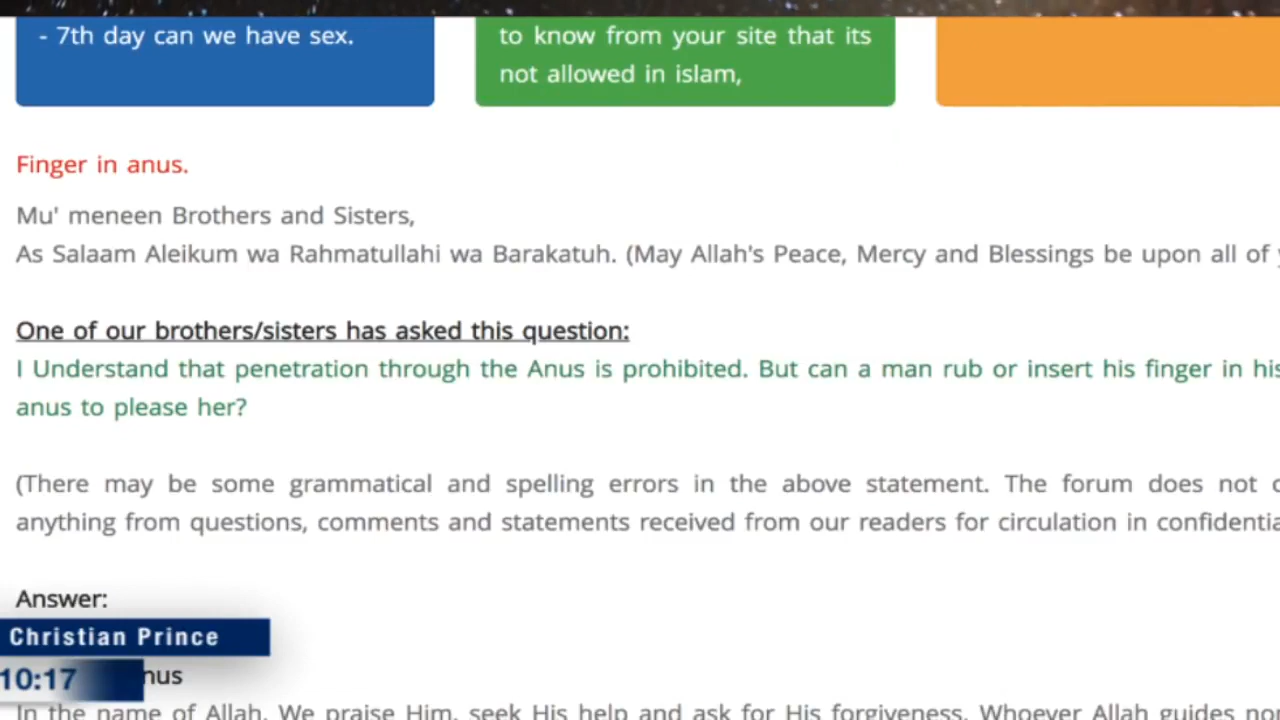 - 7th day can we have sex.
to know from your site that its
not allowed in islam,
Finger in anus.
Mu' meneen Brothers and Sisters,
As Salaam Aleikum wa Rahmatullahi wa Barakatuh. (May Allah's Peace, Mercy and Blessings be upon all of
One of our brothers/sisters has asked this question:
I Understand that penetration through the Anus is prohibited. But can a man rub or insert his finger in his
anus to please her?
(There may be some grammatical and spelling errors in the above statement. The forum does not
anything from questions, comments and statements received from our readers for circulation in
Answer:
Christian Prince
10:17
nus
In the name of Allah, We praise Him, seek His help and ask for His forgiveness. Whoever Allah guides